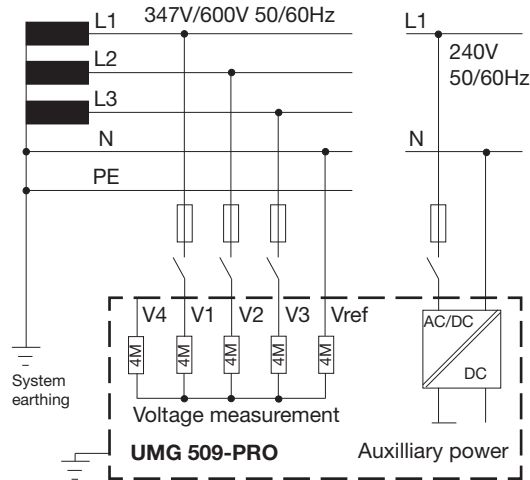 L1 347V/600V 50/60Hz
L2
L3
N
PE
L1
240V
50/60Hz
N
V4 V1 V2 V3 Vref
4M 4M 4M 4M 4M
AC/DC
DC
System
earthing
Voltage measurement
UMG 509-PRO
Auxilliary power